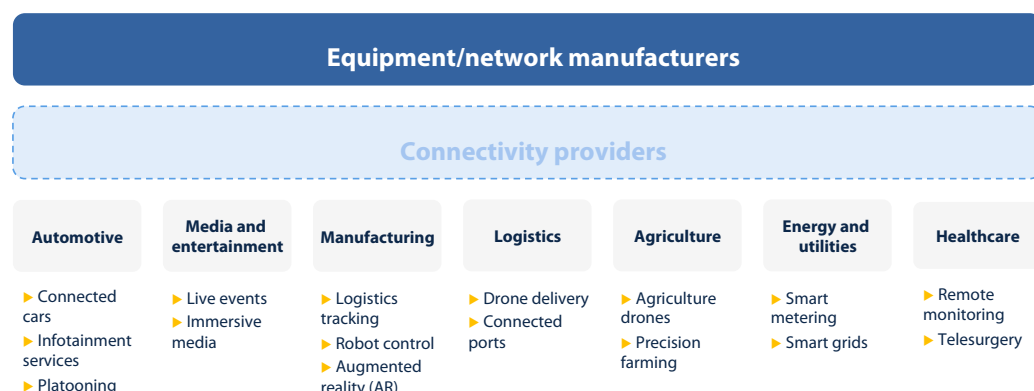 Equipment/network manufacturers
Connectivity providers
Automotive
Media and
entertainment
Manufacturing
Logistics
Agriculture
Energy and
utilities
Healthcare
▶ Connected
cars
▶ Infotainment
services
▶ Platooning
▶ Live events
▶ Immersive
media
▶ Logistics
tracking
▶ Robot control
▶ Augmented
reality (AR)
▶ Drone delivery
▶ Connected
ports
▶ Agriculture
drones
▶ Precision
farming
▶ Smart
metering
▶ Smart grids
▶ Remote
monitoring
▶ Telesurgery